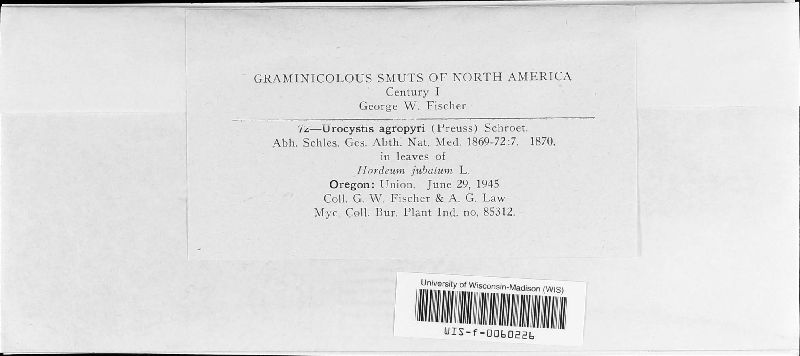 GRAMINICOLOUS SMUTS OF NORTH AMERICA
Century I
George W. Fischer
72—Urocystis agropyri (Preuss) Schroet.
Abh. Schles. Ges. Abth. Nat. Med. 1869-72:7. 1870.
in leaves of
Hordeum jubatum L.
Oregon: Union. June 29, 1945
Coll. G. W. Fischer & A. G. Law
Myc. Coll. Bur. Plant Ind. no. 85312.
University of Wisconsin-Madison (WIS)
WIS-f-0060226